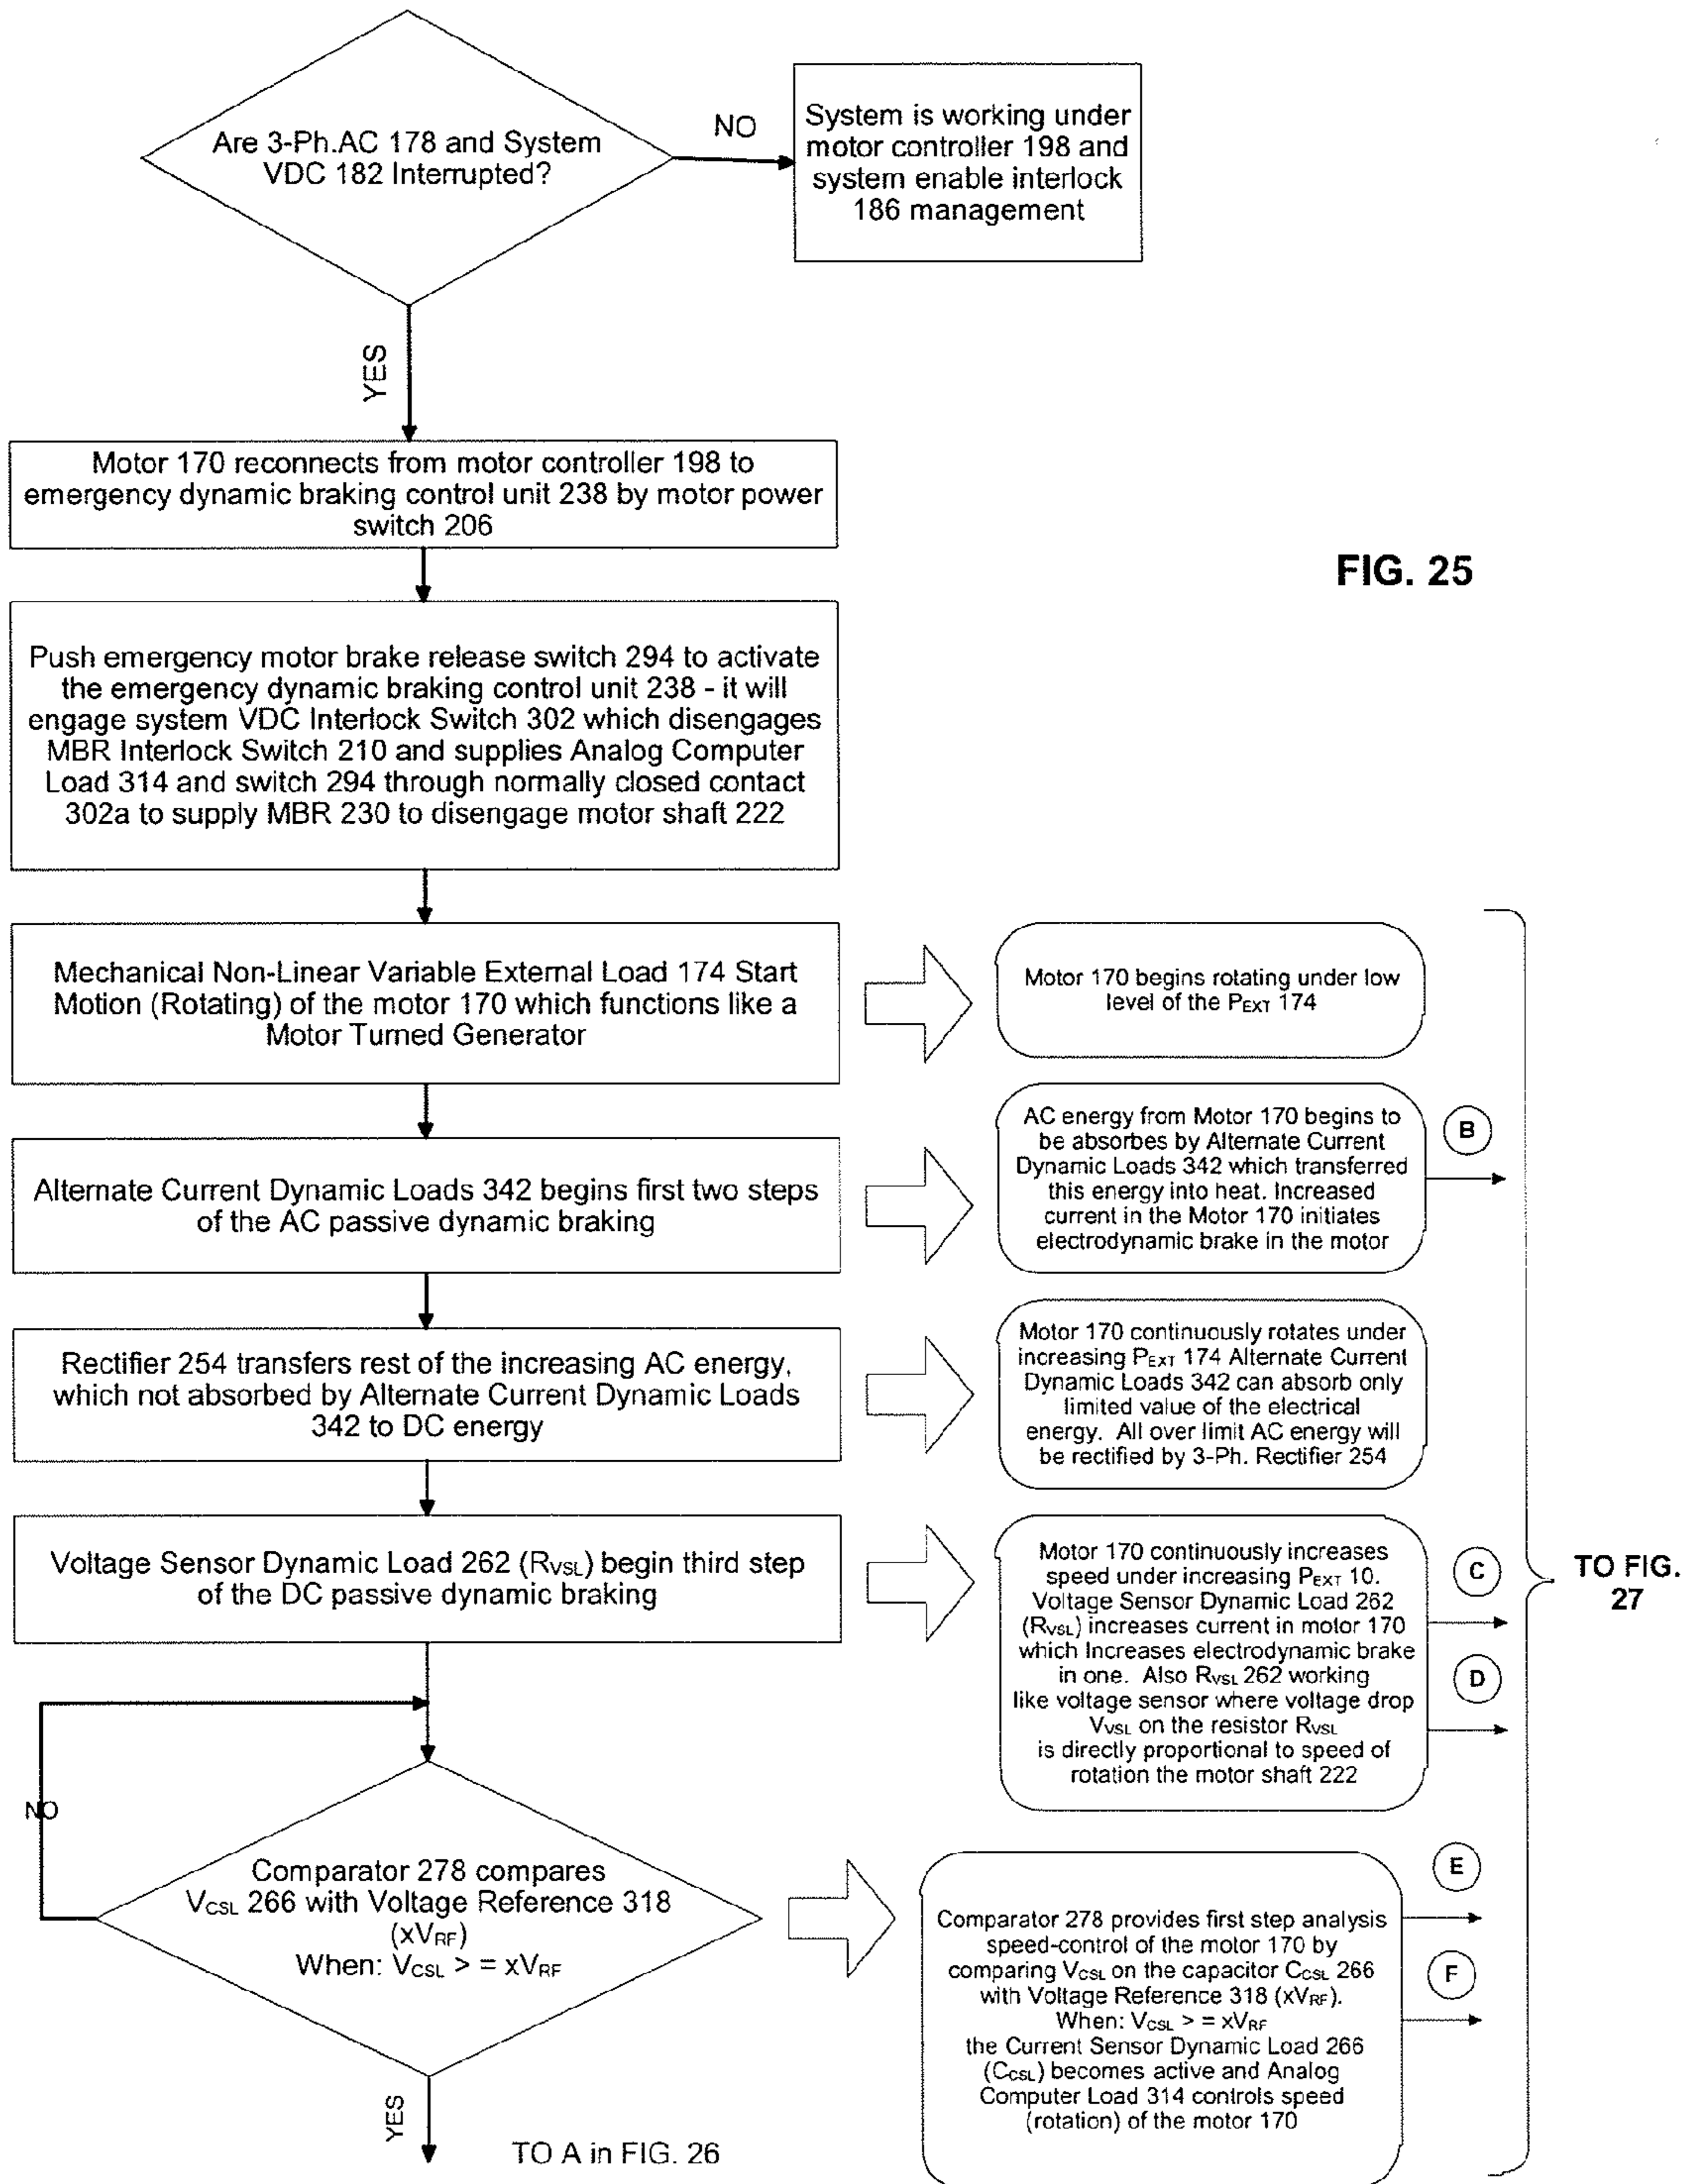 Are 3-Ph.AC 178 and System
VDC 182 Interrupted?
NO
System is working under
motor controller 198 and
system enable interlock
186 management
YES
Motor 170 reconnects from motor controller 198 to
emergency dynamic braking control unit 238 by motor power
switch 206
FIG. 25
Push emergency motor brake release switch 294 to activate
the emergency dynamic braking control unit 238 - it will
engage system VDC Interlock Switch 302 which disengages
MBR Interlock Switch 210 and supplies Analog Computer
Load 314 and switch 294 through normally closed contact
302a to supply MBR 230 to disengage motor shaft 222
Mechanical Non-Linear Variable External Load 174 Start
Motion (Rotating) of the motor 170 which functions like a
Motor Turned Generator
Motor 170 begins rotating under low
level of the PEXT 174
Alternate Current Dynamic Loads 342 begins first two steps
of the AC passive dynamic braking
AC energy from Motor 170 begins to
be absorbes by Alternate Current
Dynamic Loads 342 which transferred
this energy into heat. Increased
current in the Motor 170 initiates
electrodynamic brake in the motor
B
Rectifier 254 transfers rest of the increasing AC energy,
which not absorbed by Alternate Current Dynamic Loads
342 to DC energy
Motor 170 continuously rotates under
increasing PEXT 174 Alternate Current
Dynamic Loads 342 can absorb only
limited value of the electrical
energy. All over limit AC energy will
be rectified by 3-Ph. Rectifier 254
Voltage Sensor Dynamic Load 262 (RVSL) begin third step
of the DC passive dynamic braking
Motor 170 continuously increases
speed under increasing PEXT 10.
Voltage Sensor Dynamic Load 262
(RVSL) increases current in motor 170
which Increases electrodynamic brake
in one. Also RVSL 262 working
like voltage sensor where voltage drop
VVSL on the resistor RVSL
is directly proportional to speed of
rotation the motor shaft 222
C
D
TO FIG.
27
NO
Comparator 278 compares
VCSL 266 with Voltage Reference 318
(xVRF)
When: VCSL > = xVRF
Comparator 278 provides first step analysis
speed-control of the motor 170 by
comparing VCSL on the capacitor CCSL 266
with Voltage Reference 318 (xVRF).
When: VCSL > = xVRF
the Current Sensor Dynamic Load 266
(CCSL) becomes active and Analog
Computer Load 314 controls speed
(rotation) of the motor 170
E
F
YES
TO A in FIG. 26